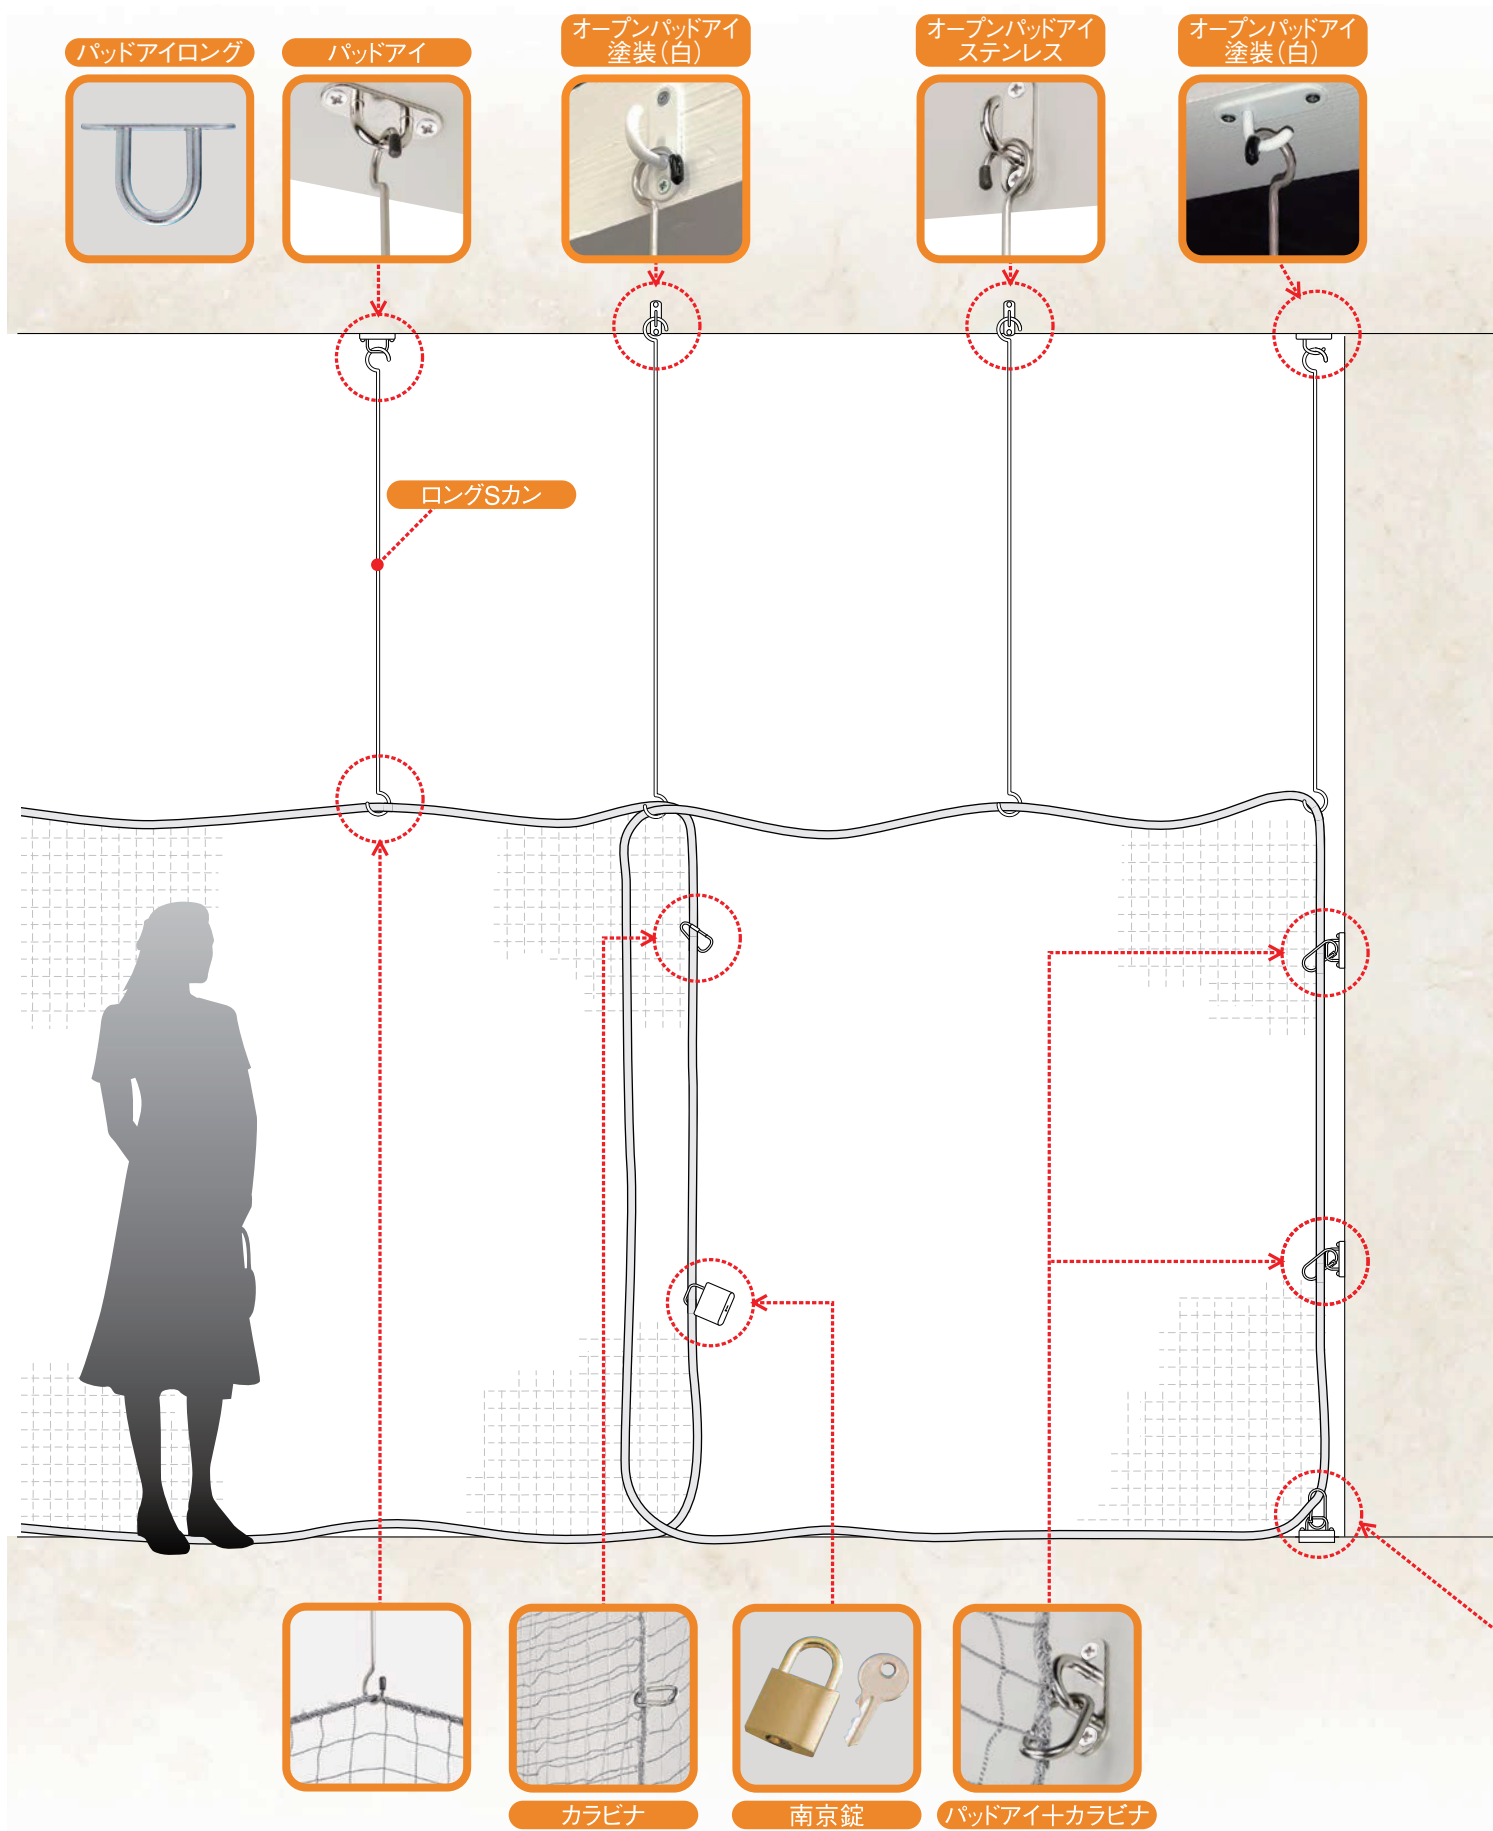 パッドアイロング
パッドアイ
オープンパッドアイ
塗装（白）
オープンパッドアイ
ステンレス
オープンパッドアイ
塗装（白）
ロングSカン
カラビナ
南京錠
パッドアイ＋カラビナ